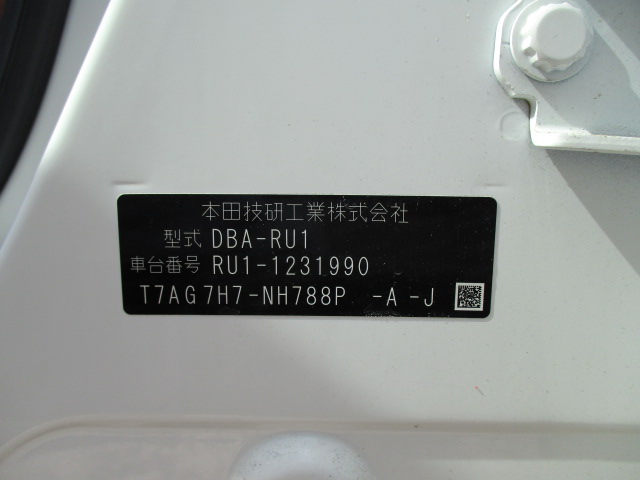 本田技研工業株式会社
型式 DBA-RU1
車台番号 RU1-1231990
T7AG7H7-NH788P -A -J